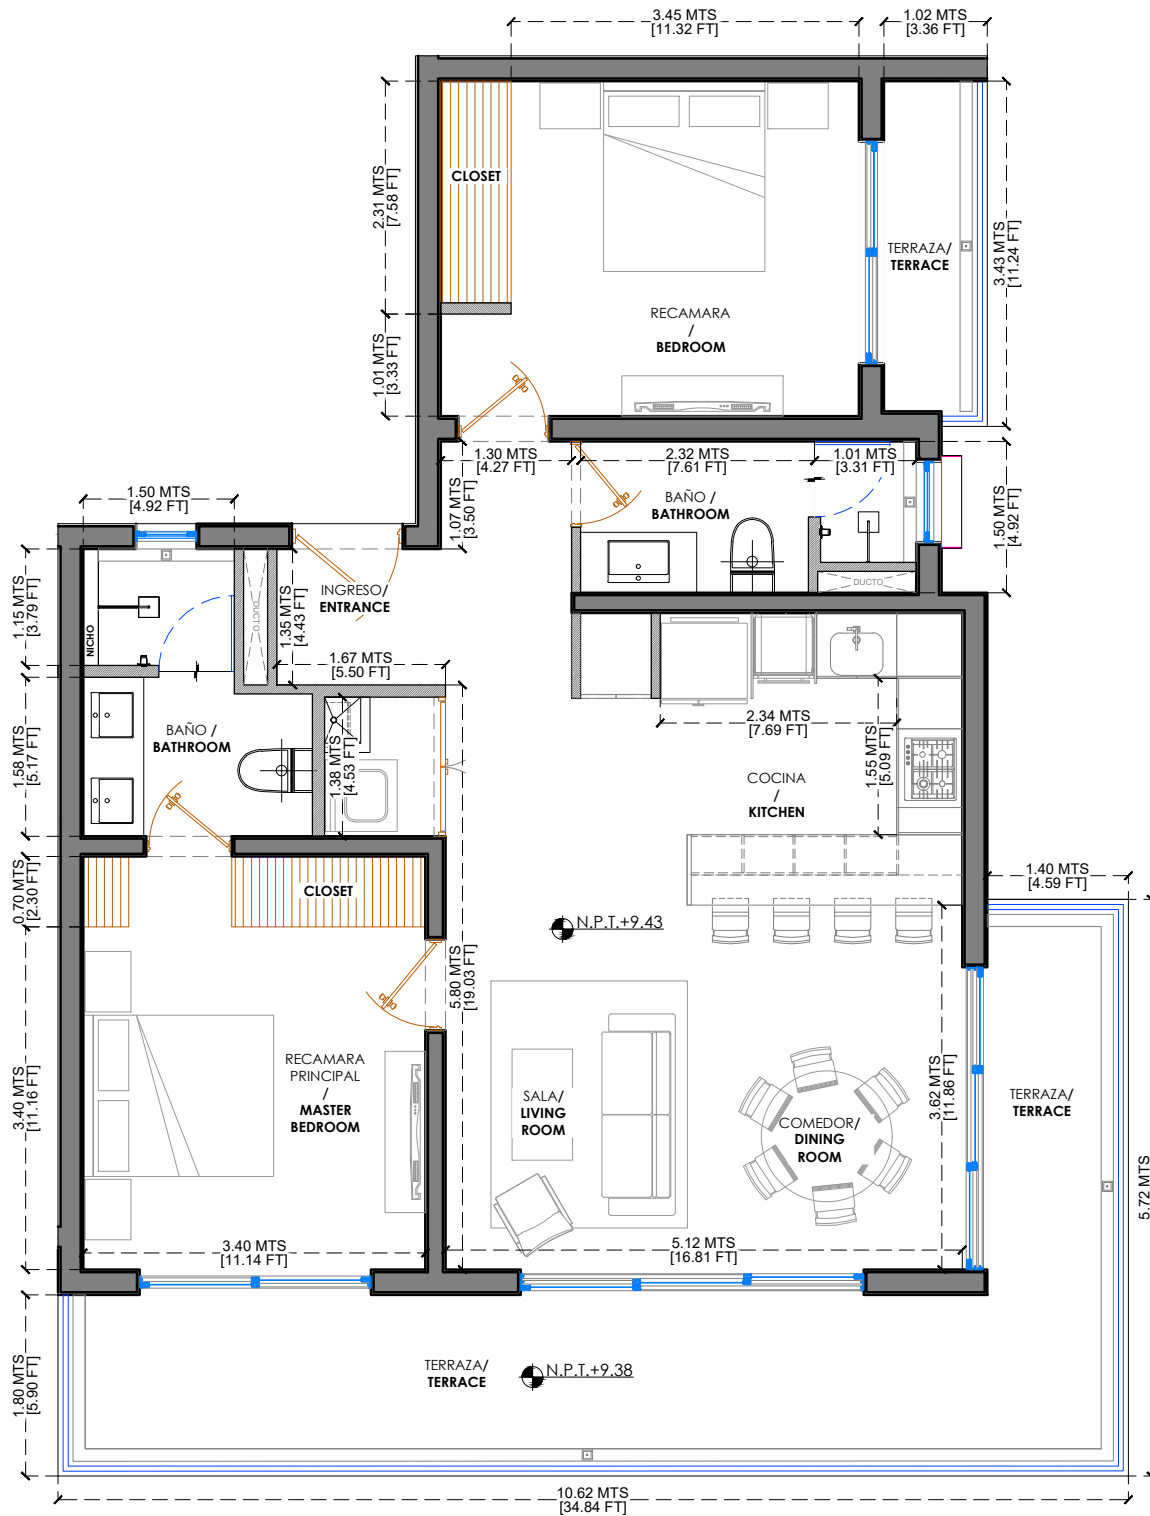 3.45 MTS
[11.32 FT]
1.02 MTS
[3.36 FT]
2.31 MTS
[7.58 FT]
CLOSET
TERRAZA/
TERRACE
3.43 MTS
[11.24 FT]
RECAMARA
/
BEDROOM
1.01 MTS
[3.33 FT]
1.30 MTS
[4.27 FT]
2.32 MTS
[7.61 FT]
1.01 MTS
[3.31 FT]
1.07 MTS
[3.50 FT]
BAÑO /
BATHROOM
1.50 MTS
[4.92 FT]
1.50 MTS
[4.92 FT]
DUCTO
INGRESO/
ENTRANCE
1.15 MTS
[3.79 FT]
NICHO
DUCTO
1.35 MTS
[4.43 FT]
1.67 MTS
[5.50 FT]
1.58 MTS
[5.17 FT]
BAÑO /
BATHROOM
1.38 MTS
[4.53 FT]
2.34 MTS
[7.69 FT]
1.55 MTS
[5.09 FT]
COCINA
/
KITCHEN
0.70 MTS
[2.30 FT]
CLOSET
1.40 MTS
[4.59 FT]
N.P.T.+9.43
5.80 MTS
[19.03 FT]
3.40 MTS
[11.16 FT]
RECAMARA
PRINCIPAL
/
MASTER
BEDROOM
SALA/
LIVING
ROOM
COMEDOR/
DINING
ROOM
3.62 MTS
[11.86 FT]
TERRAZA/
TERRACE
5.72 MTS
3.40 MTS
[11.14 FT]
5.12 MTS
[16.81 FT]
1.80 MTS
[5.90 FT]
TERRAZA/
TERRACE
N.P.T.+9.38
10.62 MTS
[34.84 FT]